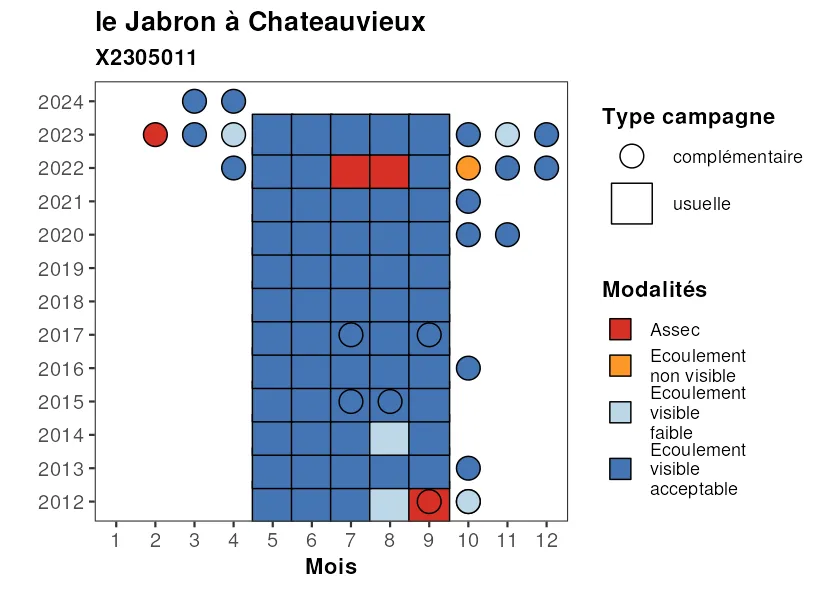 le Jabron à Chateauvieux
X2305011
2024
2023
2022
2021
2020
2019
2018
2017
2016
2015
2014
2013
2012
1 2 3 4 5 6 7 8 9 10 11 12
Mois
Type campagne
complémentaire
usuelle
Modalités
Assec
Ecoulement
non visible
Ecoulement
visible
faible
Ecoulement
visible
acceptable